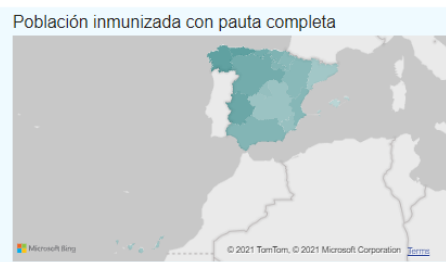 Población inmunizada con pauta completa
Microsoft Bing
© 2021 TomTom, © 2021 Microsoft Corporation Terms